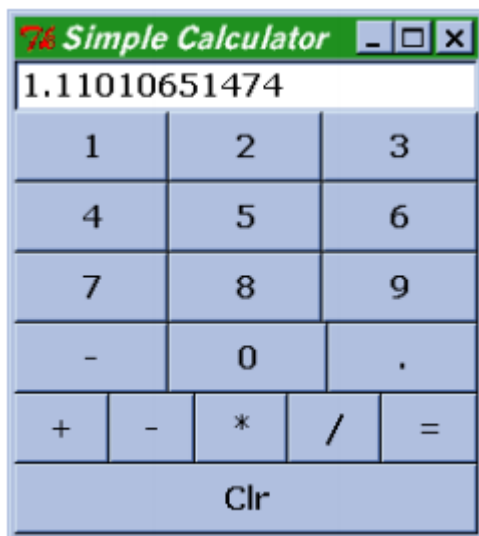 Simple Calculator
1.11010651474
1 2 3
4 5 6
7 8 9
- 0 .
+ - * / =
Clr